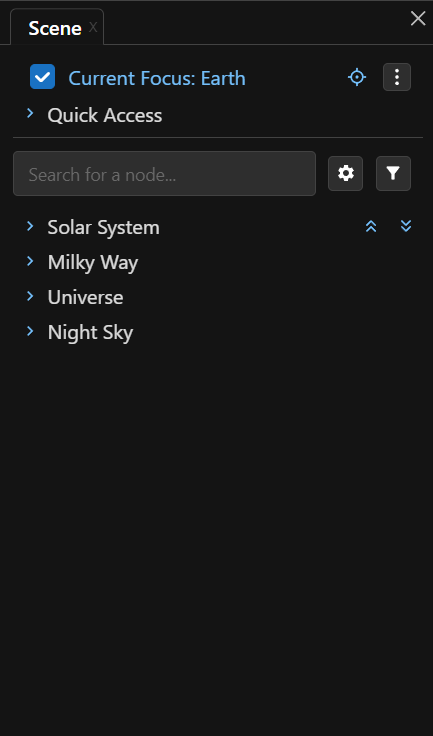 Scene X
Current Focus: Earth
Quick Access
Search for a node...
Solar System
Milky Way
Universe
Night Sky